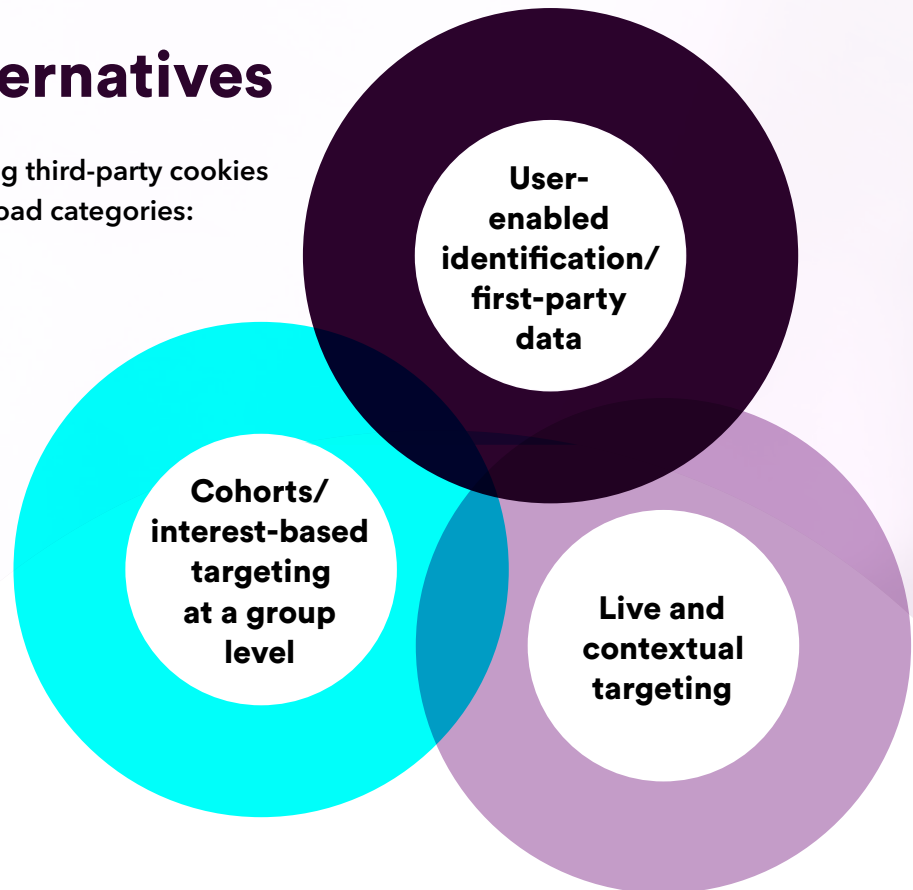 ernatives
g third-party cookies
oad categories:
User-
enabled
identification/
first-party
data
Cohorts/
interest-based
targeting
at a group
level
Live and
contextual
targeting